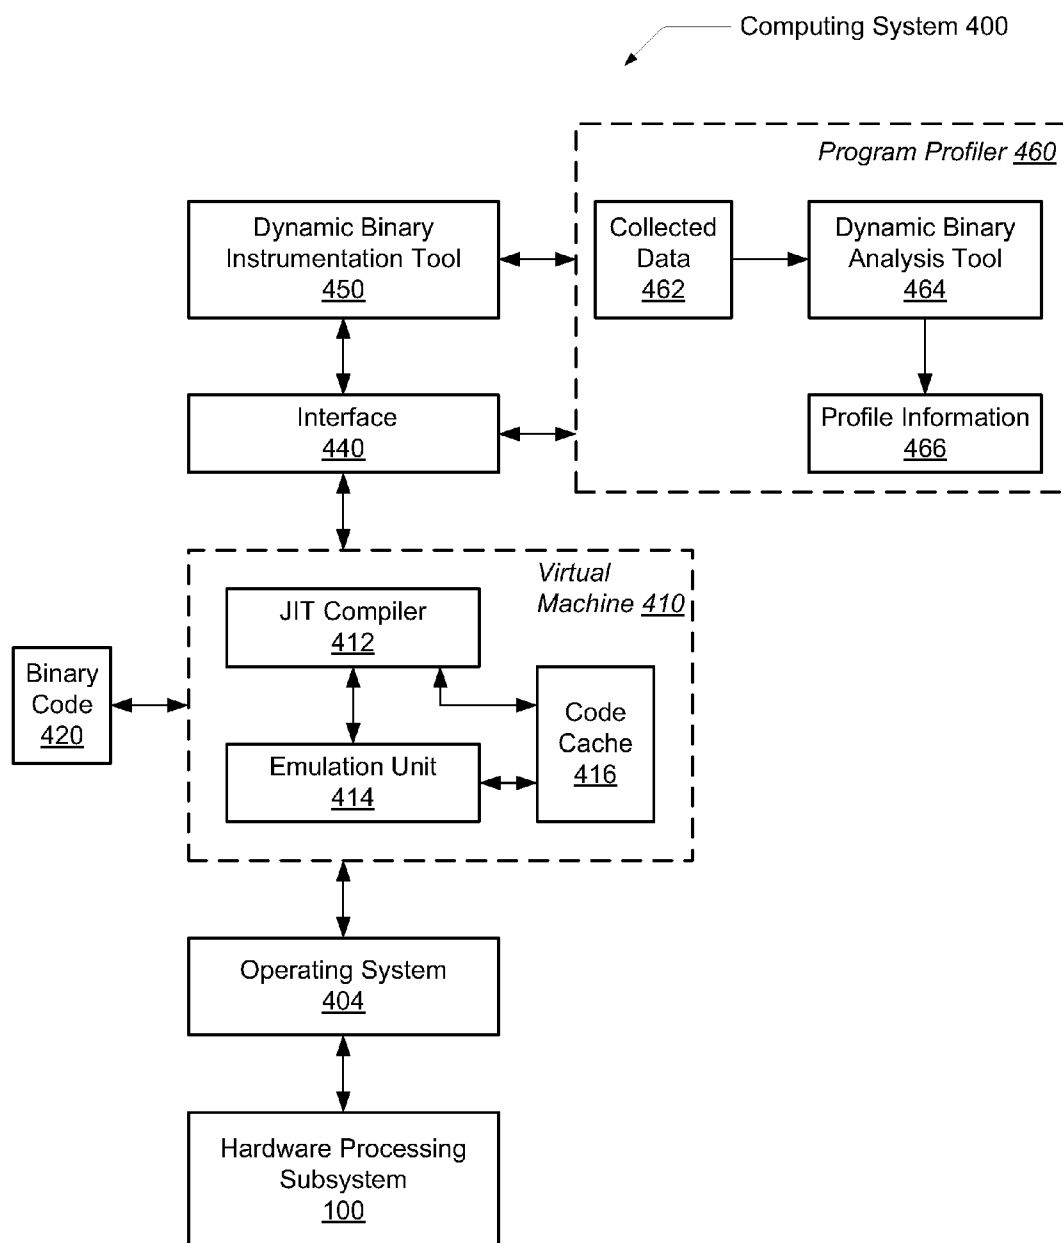 Computing System 400
Program Profiler 460
Dynamic Binary
Instrumentation Tool
450
Collected
Data
462
Dynamic Binary
Analysis Tool
464
Interface
440
Profile Information
466
Virtual
Machine 410
JIT Compiler
412
Binary
Code
420
Code
Cache
416
Emulation Unit
414
Operating System
404
Hardware Processing
Subsystem
100